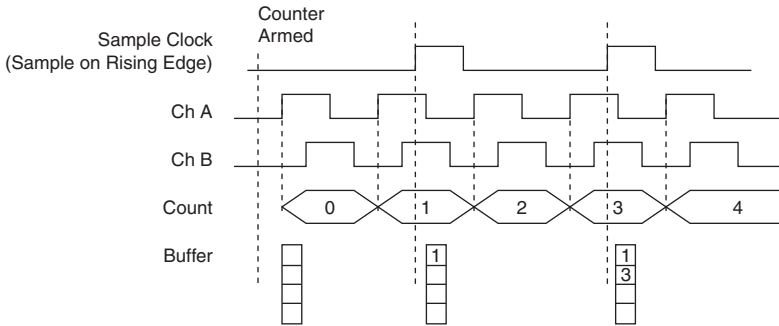 Counter
Armed
Sample Clock
(Sample on Rising Edge)
Ch A
Ch B
Count 0 1 2 3 4
Buffer 1 1
3